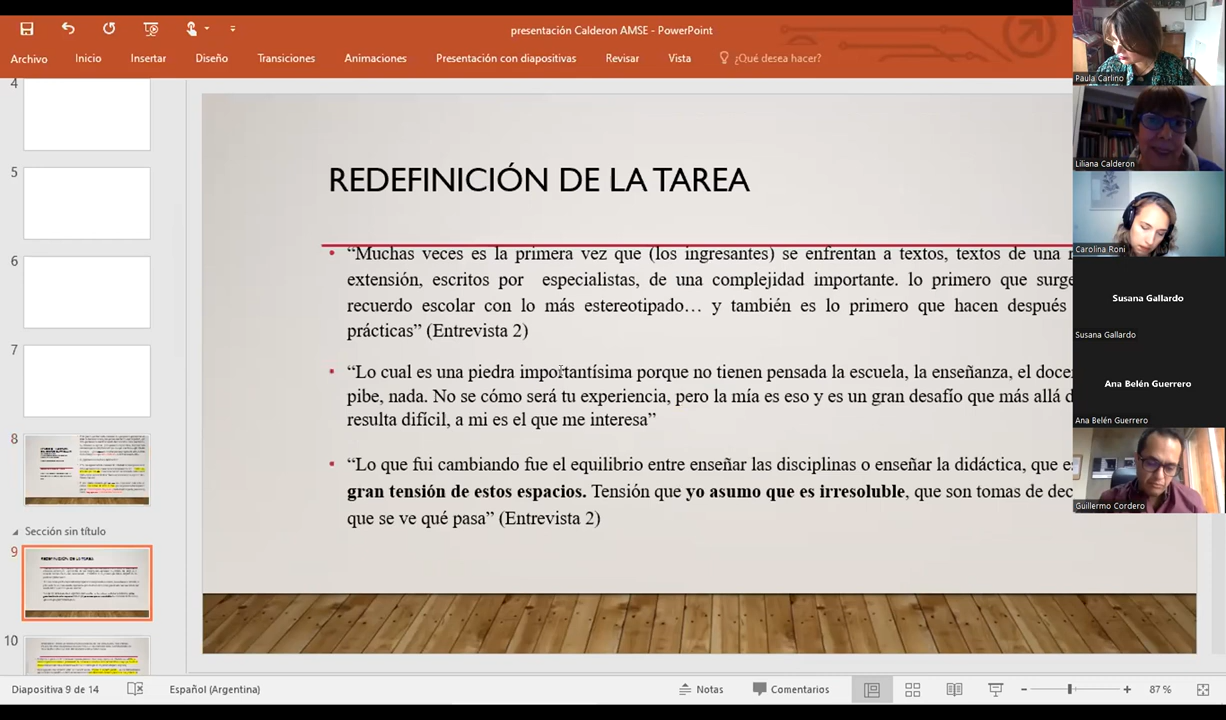 presentación Calderon AMSE - PowerPoint
Archivo Inicio Insertar Diseño Transiciones Animaciones Presentación con diapositivas Revisar Vista ¿Qué desea hacer?
4
5
6
7
8
Sección sin título
9
10
REDEFINICIÓN DE LA TAREA
• “Muchas veces es la primera vez que (los ingresantes) se enfrentan a textos, textos de una
extensión, escritos por especialistas, de una complejidad importante. lo primero que surge
recuerdo escolar con lo más estereotipado… y también es lo primero que hacen después
prácticas” (Entrevista 2)
• “Lo cual es una piedra importantísima porque no tienen pensada la escuela, la enseñanza, el
pibe, nada. No se cómo será tu experiencia, pero la mía es eso y es un gran desafío que más allá
resulta difícil, a mi es el que me interesa”
• “Lo que fui cambiando fue el equilibrio entre enseñar las disciplinas o enseñar la didáctica, que
gran tensión de estos espacios. Tensión que yo asumo que es irresoluble, que son tomas de
que se ve qué pasa” (Entrevista 2)
Paula Carlino
Liliana Calderon
Carolina Roni
Susana Gallardo
Susana Gallardo
Ana Belén Guerrero
Ana Belén Guerrero
Guillermo Cordero
Diapositiva 9 de 14 Español (Argentina) Notas Comentarios 87 %